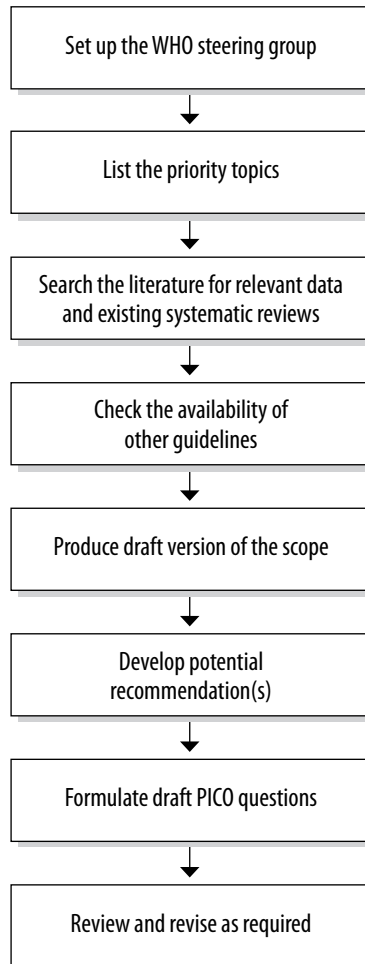 Set up the WHO steering group
List the priority topics
Search the literature for relevant data
and existing systematic reviews
Check the availability of
other guidelines
Produce draft version of the scope
Develop potential
recommendation(s)
Formulate draft PICO questions
Review and revise as required